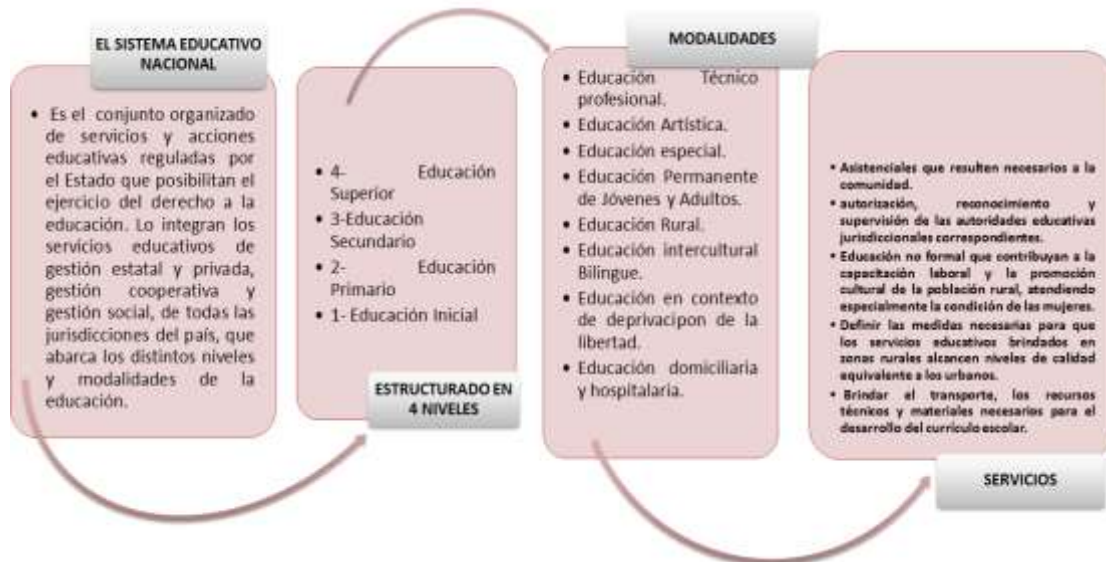 EL SISTEMA EDUCATIVO
NACIONAL
• Es el conjunto organizado
de servicios y acciones
educativas reguladas por
el Estado que posibilitan el
ejercicio del derecho a la
educación. Lo integran los
servicios educativos de
gestión estatal y privada,
gestión cooperativa y
gestión social, de todas las
jurisdicciones del país, que
abarca los distintos niveles
y modalidades de la
educación.
• 4- Educación
Superior
• 3-Educación
Secundario
• 2- Educación
Primario
• 1- Educación Inicial
ESTRUCTURADO EN
4 NIVELES
MODALIDADES
• Educación Técnico
profesional.
• Educación Artística.
• Educación especial.
• Educación Permanente
de Jóvenes y Adultos.
• Educación Rural.
• Educación intercultural
Bilingue.
• Educación en contexto
de deprivacipon de la
libertad.
• Educación domiciliaria
y hospitalaria.
• Asistenciales que resulten necesarios a la
comunidad.
• autorización, reconocimiento y
supervisión de las autoridades educativas
jurisdiccionales correspondientes.
• Educación no formal que contribuyan a la
capacitación laboral y la promoción
cultural de la población rural, atendiendo
especialmente la condición de las mujeres.
• Definir las medidas necesarias para que
los servicios educativos brindados en
zonas rurales alcancen niveles de calidad
equivalente a los urbanos.
• Brindar el transporte, los recursos
técnicos y materiales necesarios para el
desarrollo del currículo escolar.
SERVICIOS